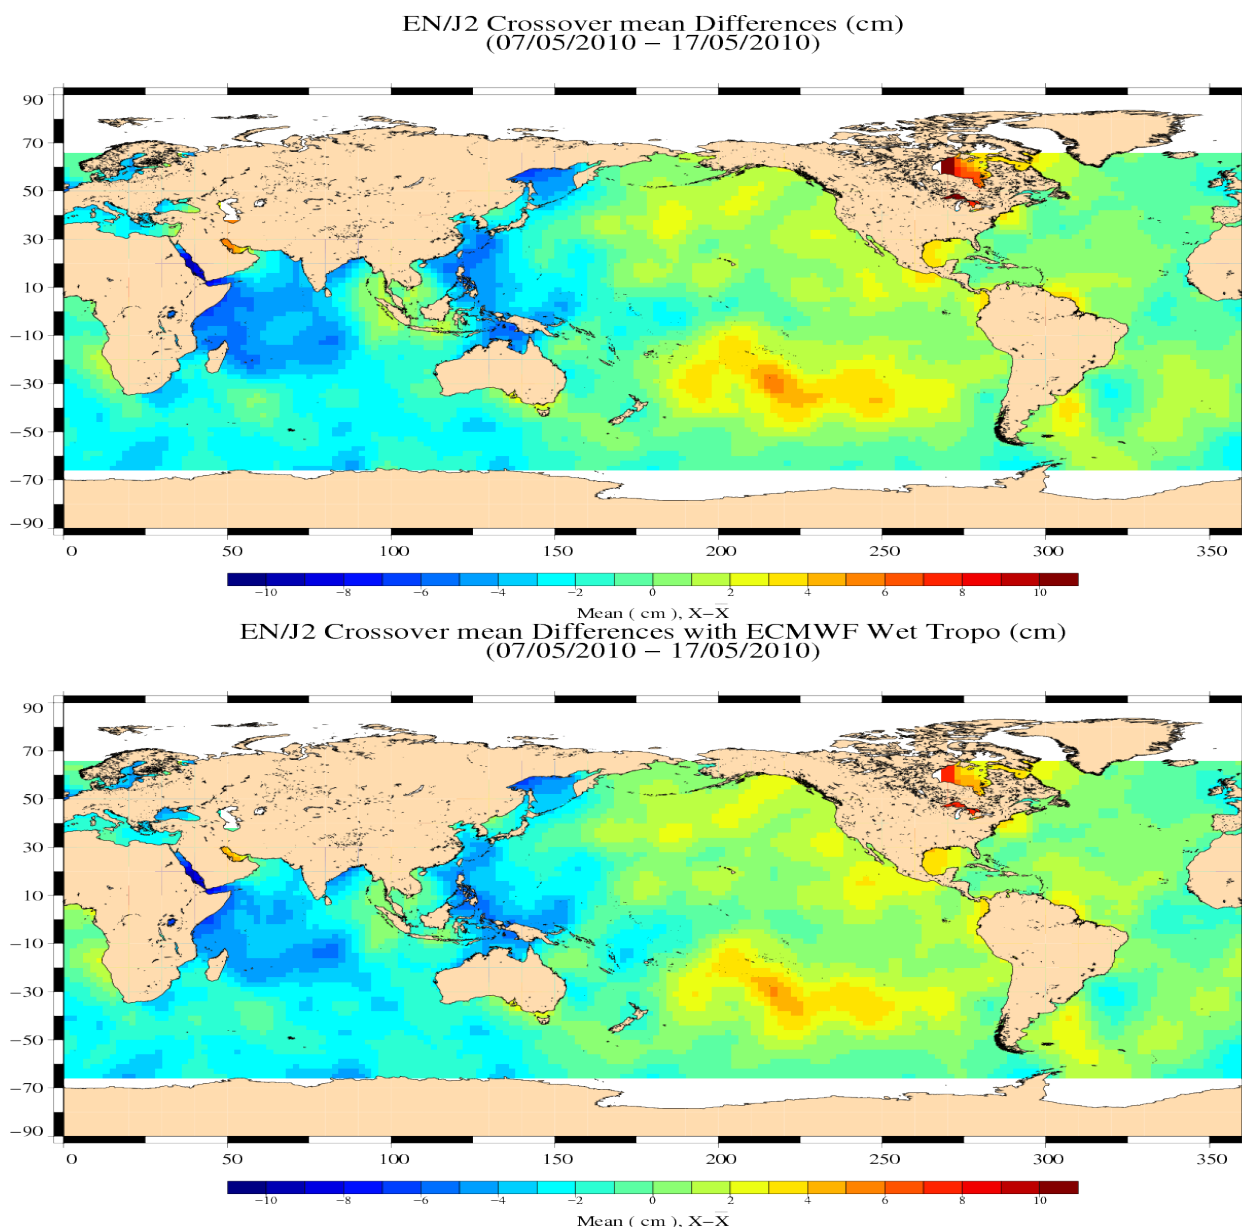 EN/J2 Crossover mean Differences (cm)
(07/05/2010 − 17/05/2010)
90
70
50
30
10
−10
−30
−50
−70
−90
0 50 100 150 200 250 300 350
−10 −8 −6 −4 −2 0 2 4 6 8 10
Mean ( cm ), X−X̅
EN/J2 Crossover mean Differences with ECMWF Wet Tropo (cm)
(07/05/2010 − 17/05/2010)
90
70
50
30
10
−10
−30
−50
−70
−90
0 50 100 150 200 250 300 350
−10 −8 −6 −4 −2 0 2 4 6 8 10
Mean ( cm ), X−X̅